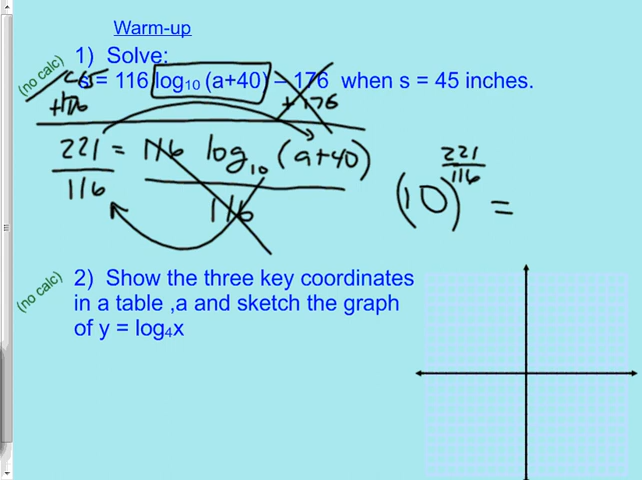 Warm-up
(no calc) 1) Solve:
s = 116 log₁₀ (a+40) – 176 when s = 45 inches.
45
+176 +176
221 = 116 log₁₀ (a+40)
116 116
(10)^(221/116) =
(no calc) 2) Show the three key coordinates
in a table ,a and sketch the graph
of y = log₄x